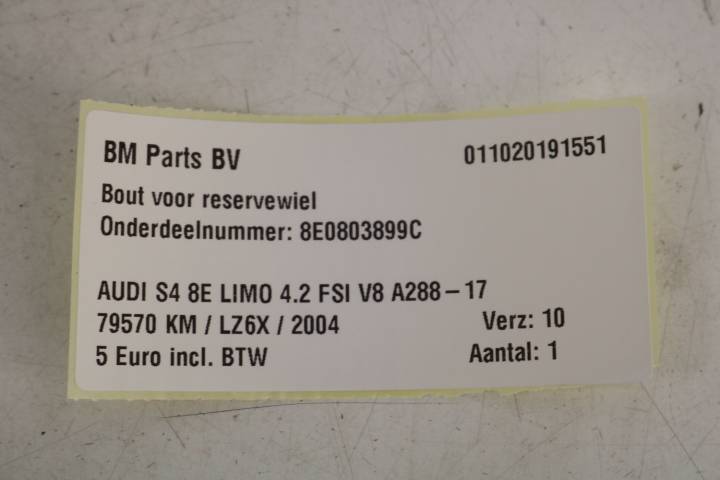 BM Parts BV 011020191551
Bout voor reservewiel
Onderdeelnummer: 8E0803899C
AUDI S4 8E LIMO 4.2 FSI V8 A288-17
79570 KM / LZ6X / 2004 Verz: 10
5 Euro incl. BTW Aantal: 1